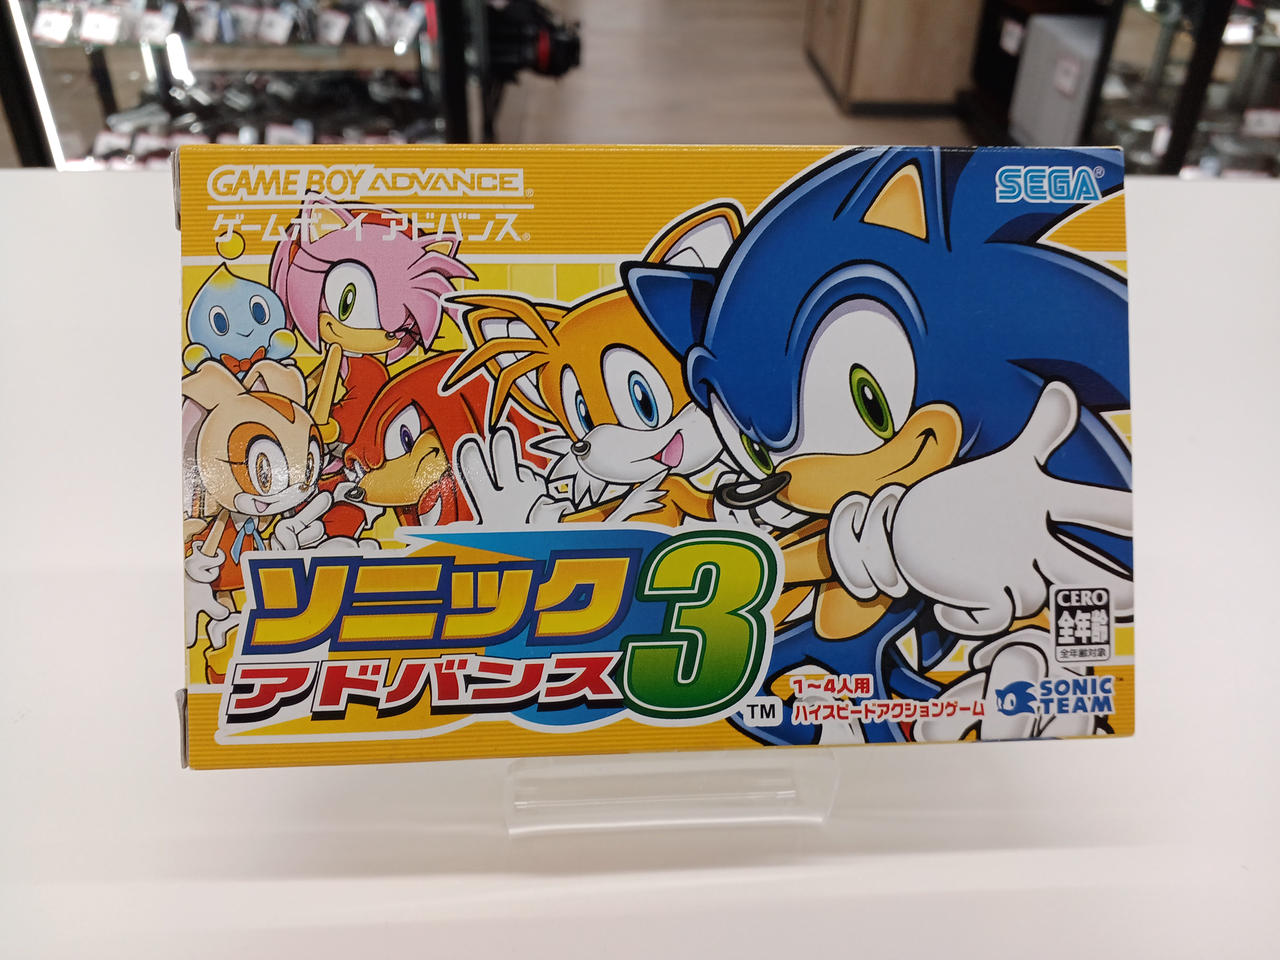 GAME BOY ADVANCE®
ゲームボーイ アドバンス®
SEGA®
ソニック
アドバンス3
TM
1〜4人用
ハイスピードアクションゲーム
CERO
全年齢
全年齢対象
SONIC
TEAM™